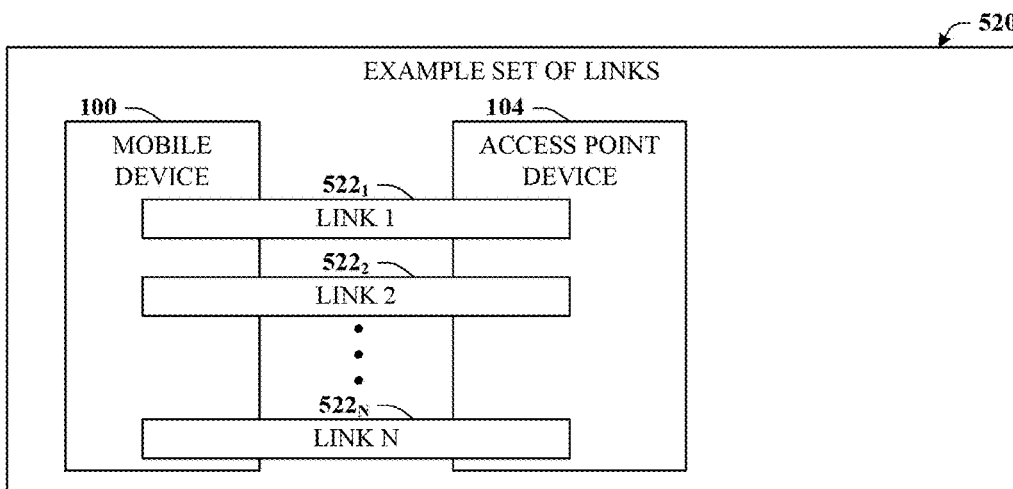 520
EXAMPLE SET OF LINKS
100
104
MOBILE
DEVICE
ACCESS POINT
DEVICE
522₁
LINK 1
522₂
LINK 2
522ₙ
LINK N